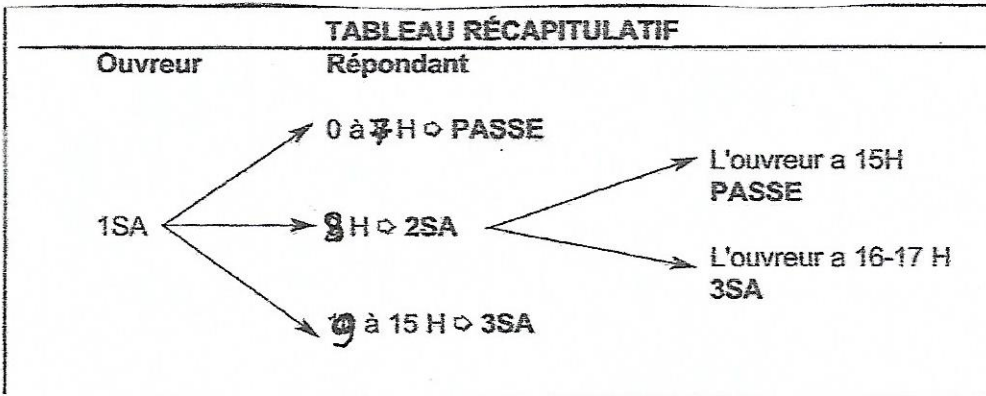 TABLEAU RÉCAPITULATIF
Ouvreur Répondant
0 à 7 H ➪ PASSE
L'ouvreur a 15H
PASSE
1SA
8 H ➪ 2SA
L'ouvreur a 16-17 H
3SA
9 à 15 H ➪ 3SA